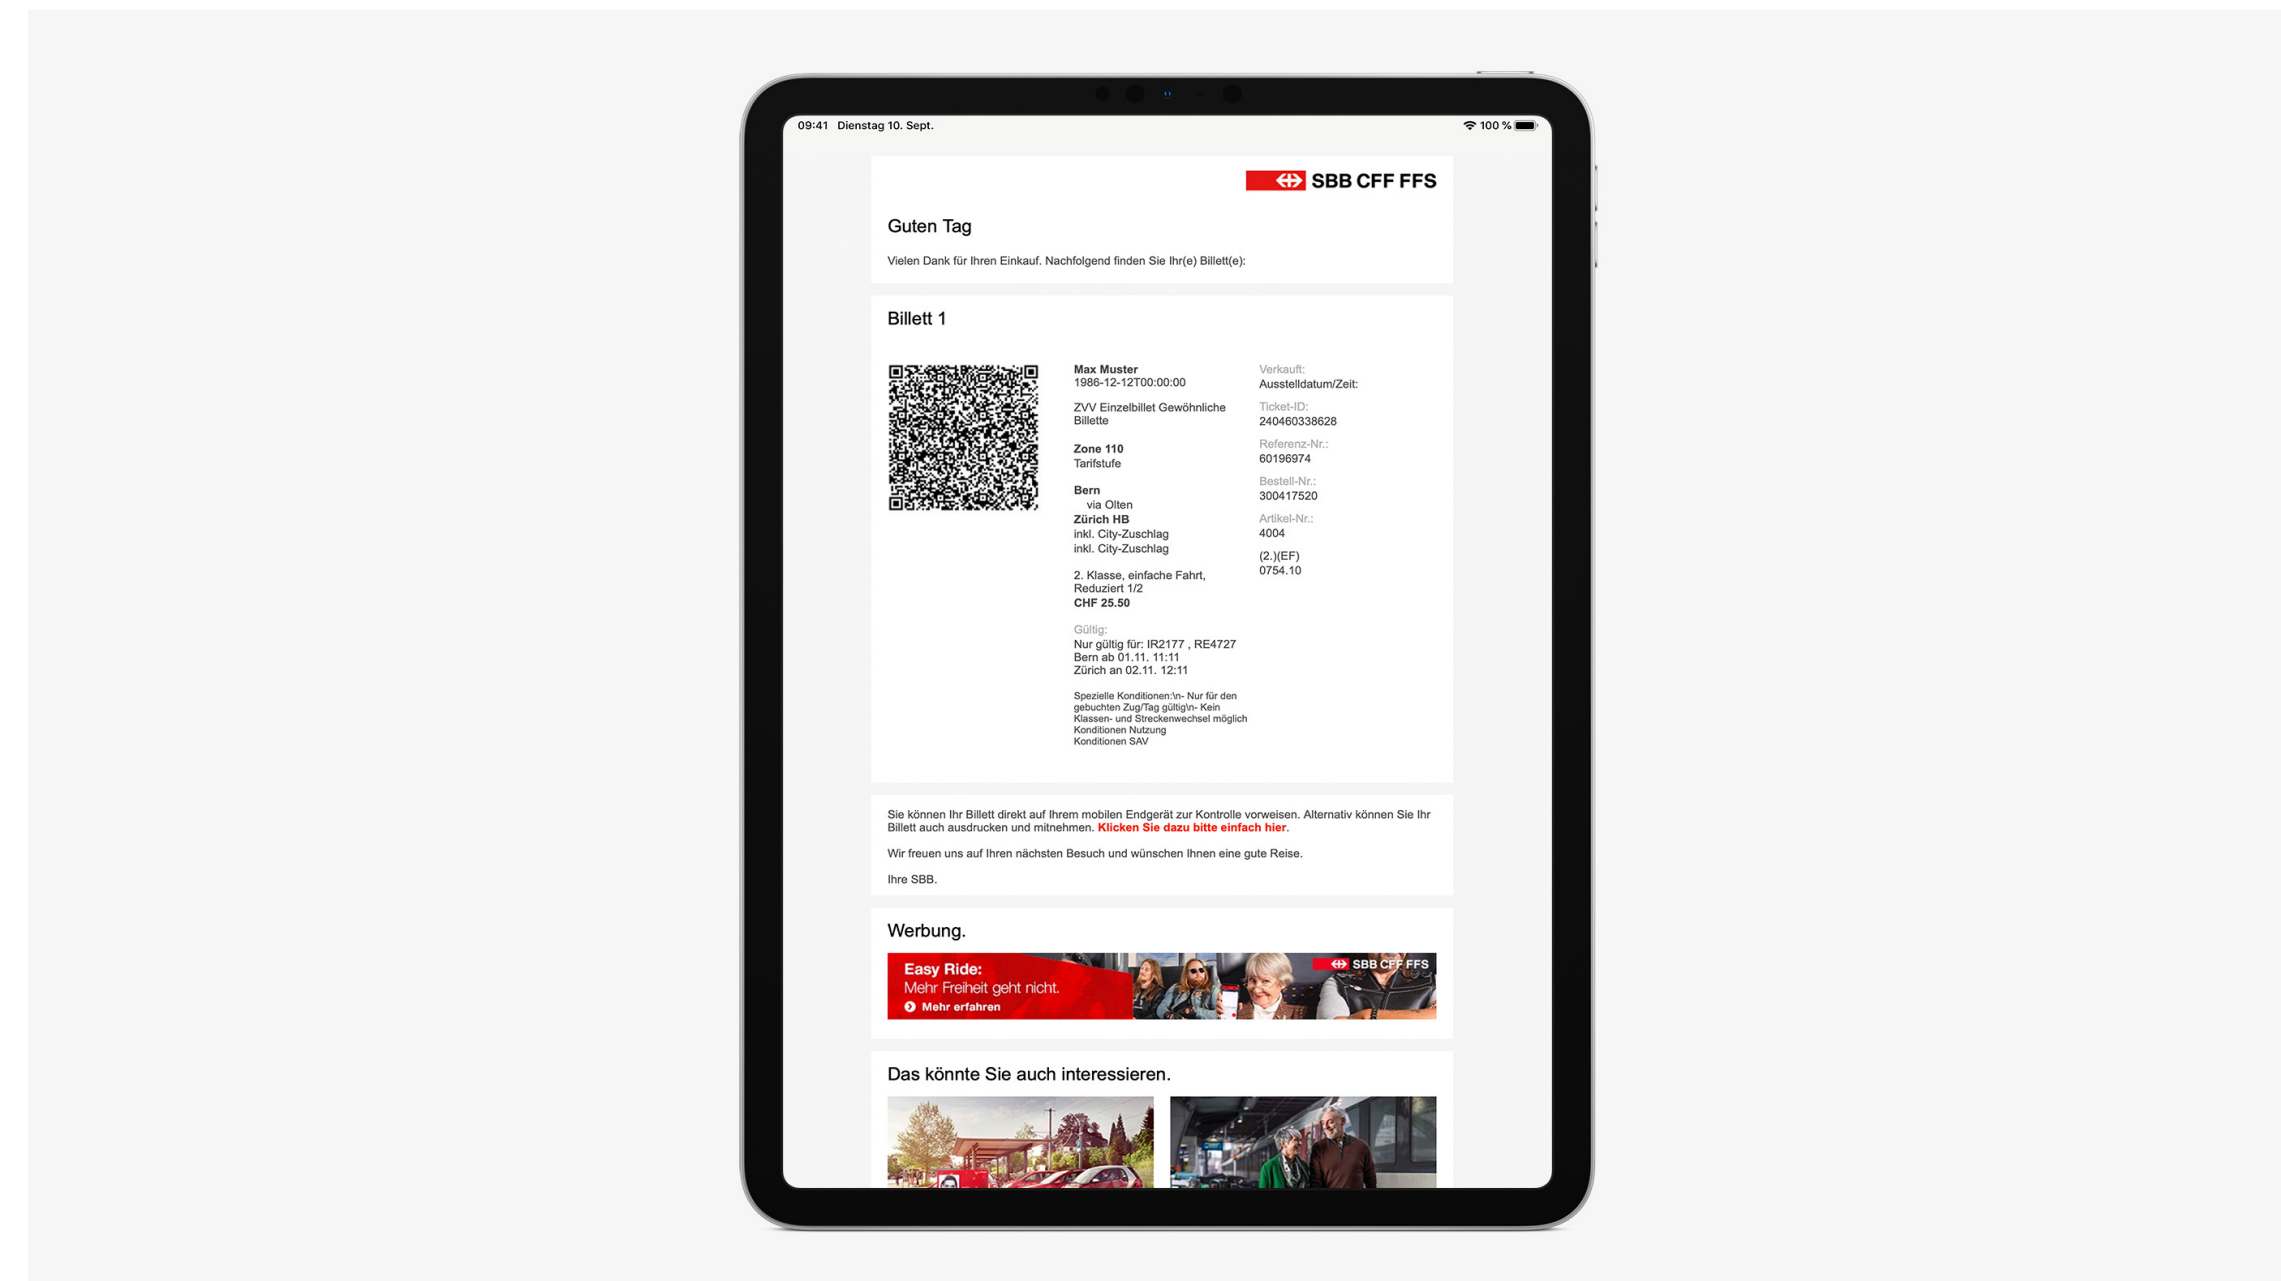 09:41 Dienstag 10. Sept.
100 %
SBB CFF FFS
Guten Tag
Vielen Dank für Ihren Einkauf. Nachfolgend finden Sie Ihr(e) Billett(e):
Billett 1
Max Muster
1986-12-12T00:00:00
ZVV Einzelbillet Gewöhnliche
Billette
Zone 110
Tarifstufe
Bern
via Olten
Zürich HB
inkl. City-Zuschlag
inkl. City-Zuschlag
2. Klasse, einfache Fahrt,
Reduziert 1/2
CHF 25.50
Gültig:
Nur gültig für: IR2177 , RE4727
Bern ab 01.11. 11:11
Zürich an 02.11. 12:11
Spezielle Konditionen:\n- Nur für den
gebuchten Zug/Tag gültig\n- Kein
Klassen- und Streckenwechsel möglich
Konditionen Nutzung
Konditionen SAV
Verkauft:
Ausstelldatum/Zeit:
Ticket-ID:
240460338628
Referenz-Nr.:
60196974
Bestell-Nr.:
300417520
Artikel-Nr.:
4004
(2.)(EF)
0754.10
Sie können Ihr Billett direkt auf Ihrem mobilen Endgerät zur Kontrolle vorweisen. Alternativ können Sie Ihr
Billett auch ausdrucken und mitnehmen. Klicken Sie dazu bitte einfach hier.
Wir freuen uns auf Ihren nächsten Besuch und wünschen Ihnen eine gute Reise.
Ihre SBB.
Werbung.
Easy Ride:
Mehr Freiheit geht nicht.
Mehr erfahren
SBB CFF FFS
Das könnte Sie auch interessieren.